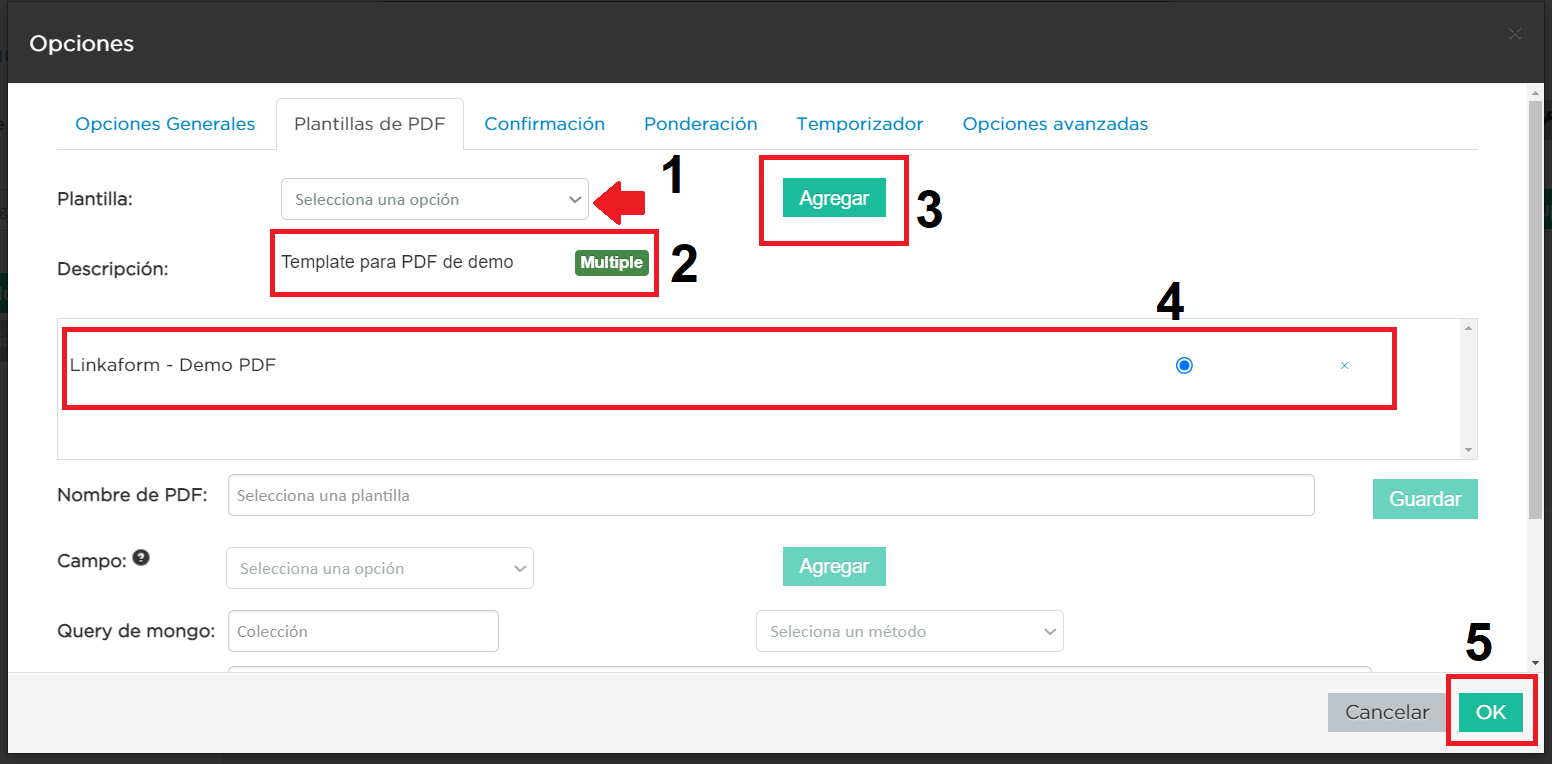 Opciones
×
Opciones Generales Plantillas de PDF Confirmación Ponderación Temporizador Opciones avanzadas
1
Plantilla: Selecciona una opción Agregar 3
Descripción: Template para PDF de demo Multiple 2
4
Linkaform - Demo PDF ×
Nombre de PDF: Selecciona una plantilla Guardar
Campo: ? Selecciona una opción Agregar
Query de mongo: Colección Seleciona un método
5
Cancelar OK